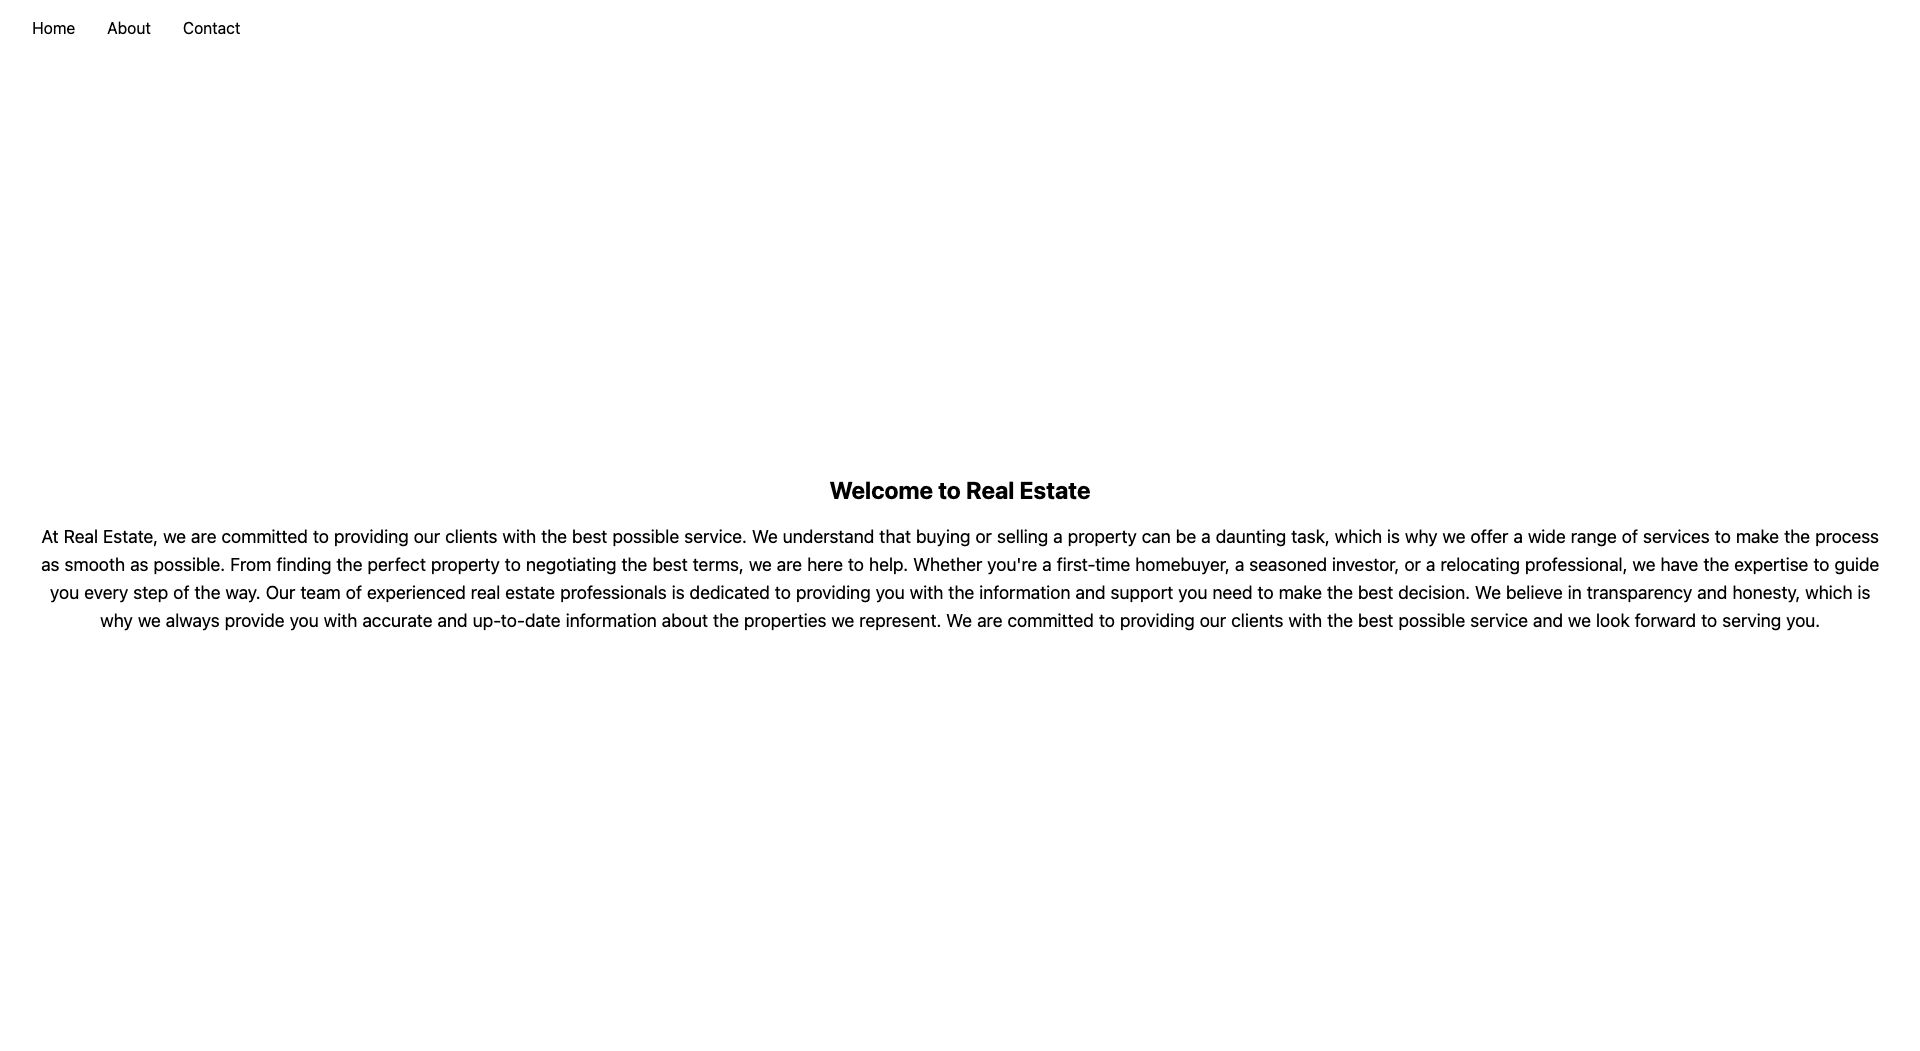 Home About Contact
Welcome to Real Estate
At Real Estate, we are committed to providing our clients with the best possible service. We understand that buying or selling a property can be a daunting task, which is why we offer a wide range of services to make the process
as smooth as possible. From finding the perfect property to negotiating the best terms, we are here to help. Whether you're a first-time homebuyer, a seasoned investor, or a relocating professional, we have the expertise to guide
you every step of the way. Our team of experienced real estate professionals is dedicated to providing you with the information and support you need to make the best decision. We believe in transparency and honesty, which is
why we always provide you with accurate and up-to-date information about the properties we represent. We are committed to providing our clients with the best possible service and we look forward to serving you.